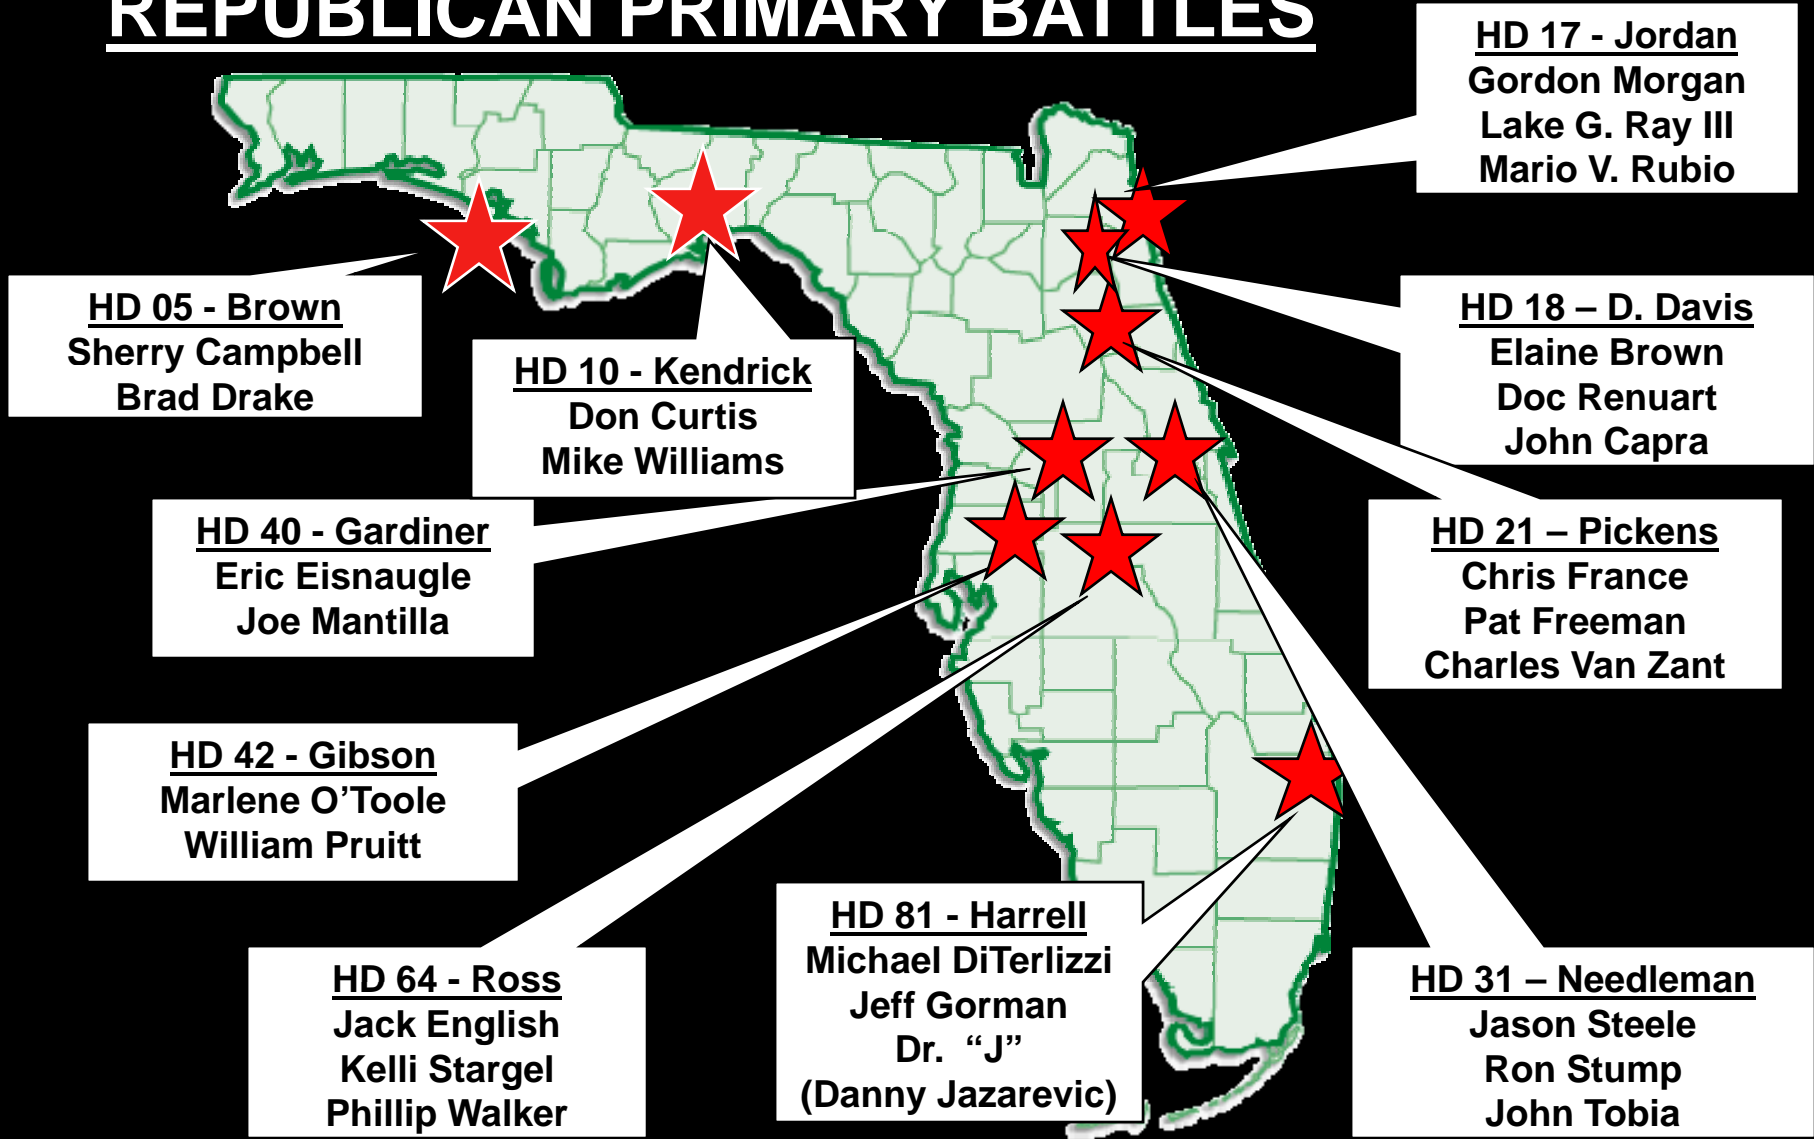 REPUBLICAN PRIMARY BATTLES
HD 17 - Jordan
Gordon Morgan
Lake G. Ray III
Mario V. Rubio
HD 05 - Brown
Sherry Campbell
Brad Drake
HD 10 - Kendrick
Don Curtis
Mike Williams
HD 18 – D. Davis
Elaine Brown
Doc Renuart
John Capra
HD 40 - Gardiner
Eric Eisnaugle
Joe Mantilla
HD 21 – Pickens
Chris France
Pat Freeman
Charles Van Zant
HD 42 - Gibson
Marlene O’Toole
William Pruitt
HD 64 - Ross
Jack English
Kelli Stargel
Phillip Walker
HD 81 - Harrell
Michael DiTerlizzi
Jeff Gorman
Dr. “J”
(Danny Jazarevic)
HD 31 – Needleman
Jason Steele
Ron Stump
John Tobia